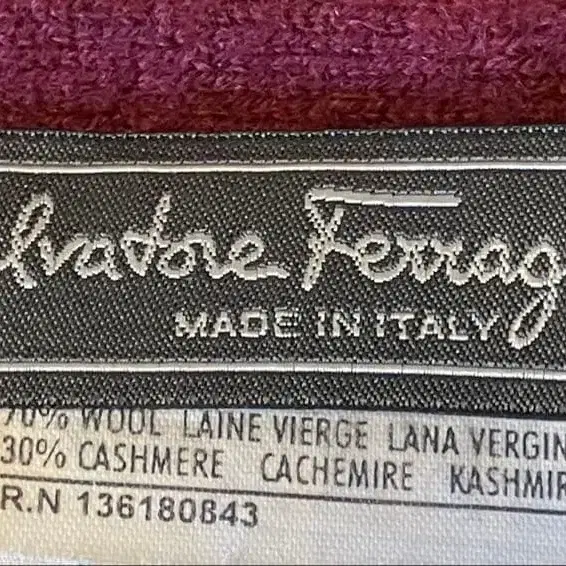 lvatore Ferrag
MADE IN ITALY
70% WOOL LAINE VIERGE LANA VERGIN
30% CASHMERE CACHEMIRE KASHMIR
R.N 136180843